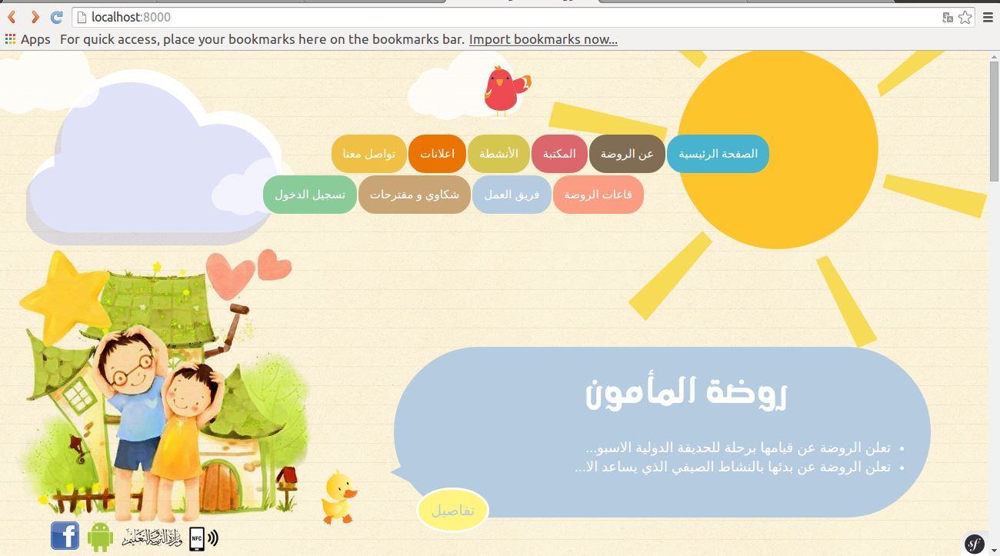 localhost:8000
Apps For quick access, place your bookmarks here on the bookmarks bar. Import bookmarks now...
الصفحة الرئيسية عن الروضة المكتبة الأنشطة اعلانات تواصل معنا
قاعات الروضة فريق العمل شكاوي و مقترحات تسجيل الدخول
روضة المأمون
• تعلن الروضة عن قيامها برحلة للحديقة الدولية الاسبو...
• تعلن الروضة عن بدئها بالنشاط الصيفي الذي يساعد الا...
تفاصيل
f وزارة التربية والتعليم NFC
sf